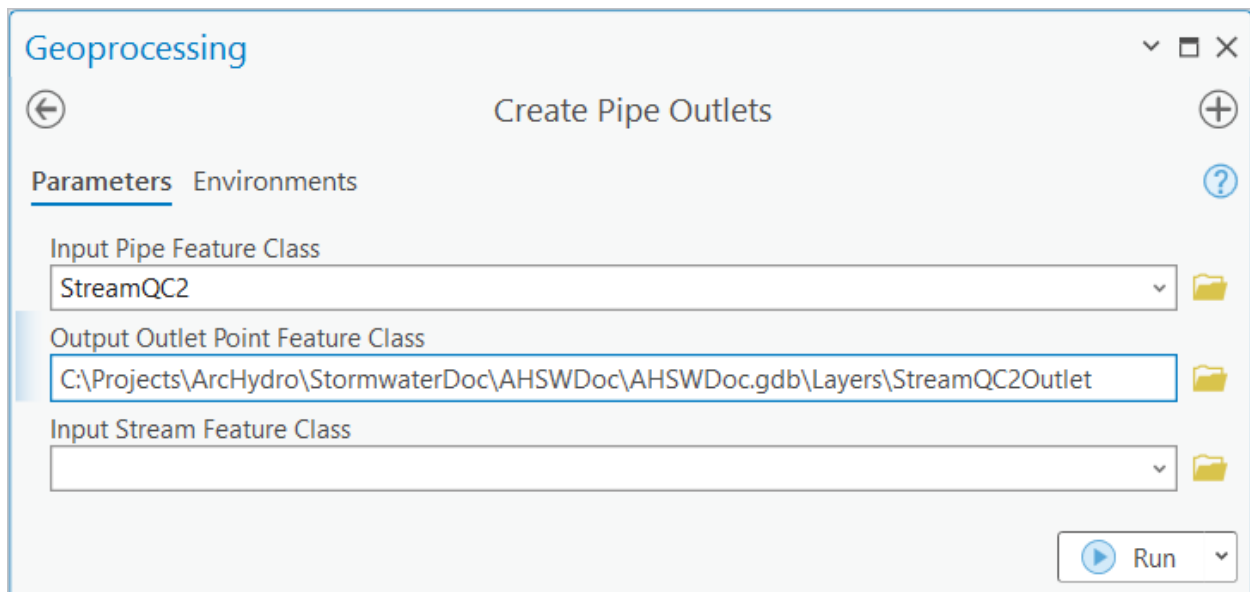 Geoprocessing
Create Pipe Outlets
Parameters Environments
Input Pipe Feature Class
StreamQC2
Output Outlet Point Feature Class
C:\Projects\ArcHydro\StormwaterDoc\AHSWDoc\AHSWDoc.gdb\Layers\StreamQC2Outlet
Input Stream Feature Class
Run